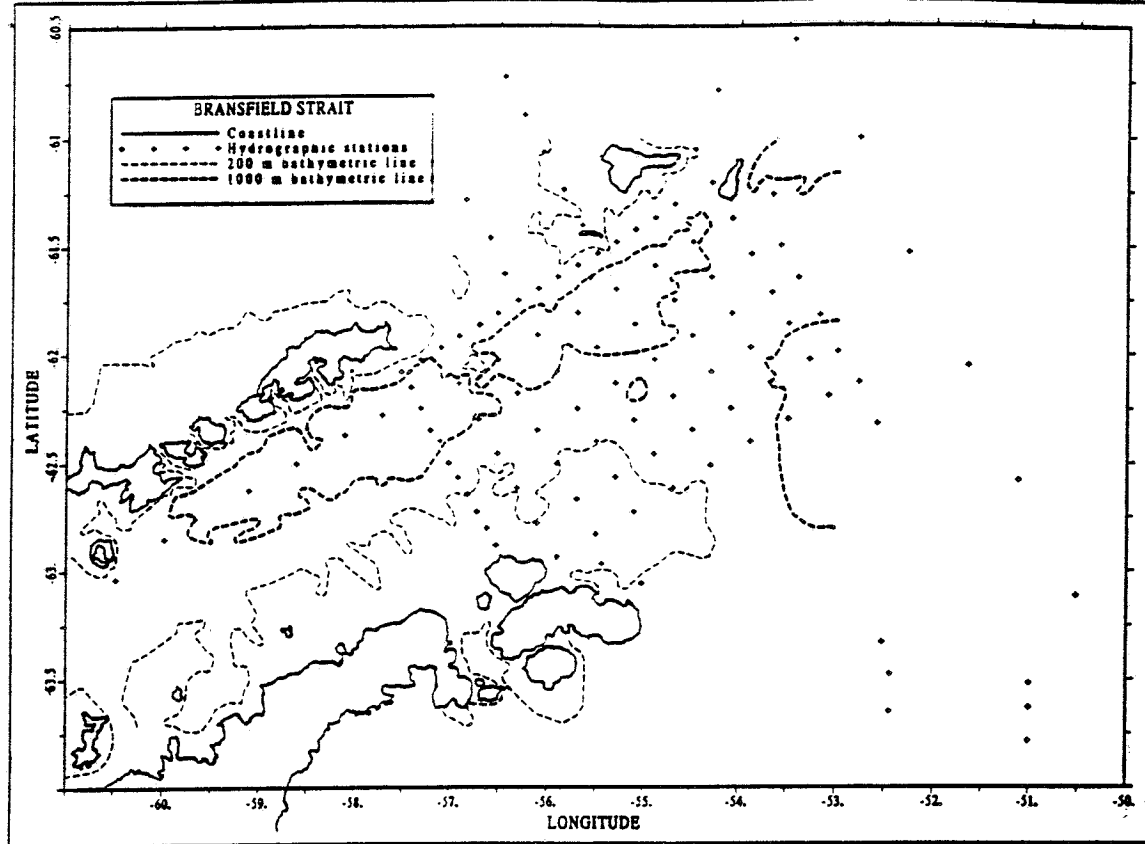 BRANSFIELD STRAIT
Coastline
Hydrographic stations
200 m bathymetric line
1000 m bathymetric line
LATITUDE
-60.5
-61
-61.5
-62
-62.5
-63
-63.5
-60. -59. -58. -57. -56. -55. -54. -53. -52. -51. -50.
LONGITUDE